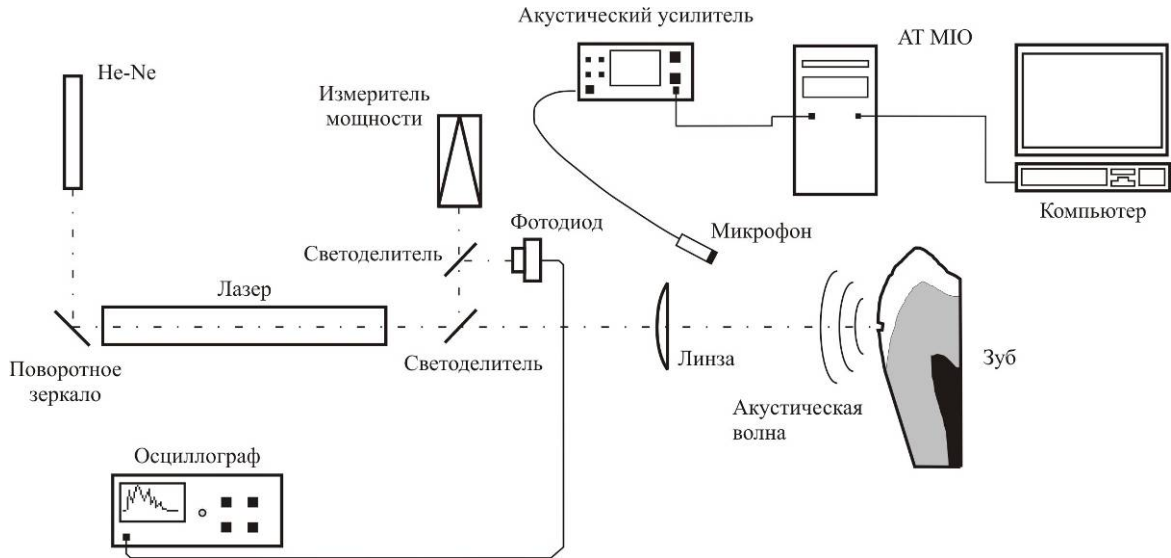 Акустический усилитель
AT MIO
He-Ne
Измеритель
мощности
Компьютер
Фотодиод
Микрофон
Светоделитель
Лазер
Поворотное
зеркало
Светоделитель
Линза
Зуб
Акустическая
волна
Осциллограф